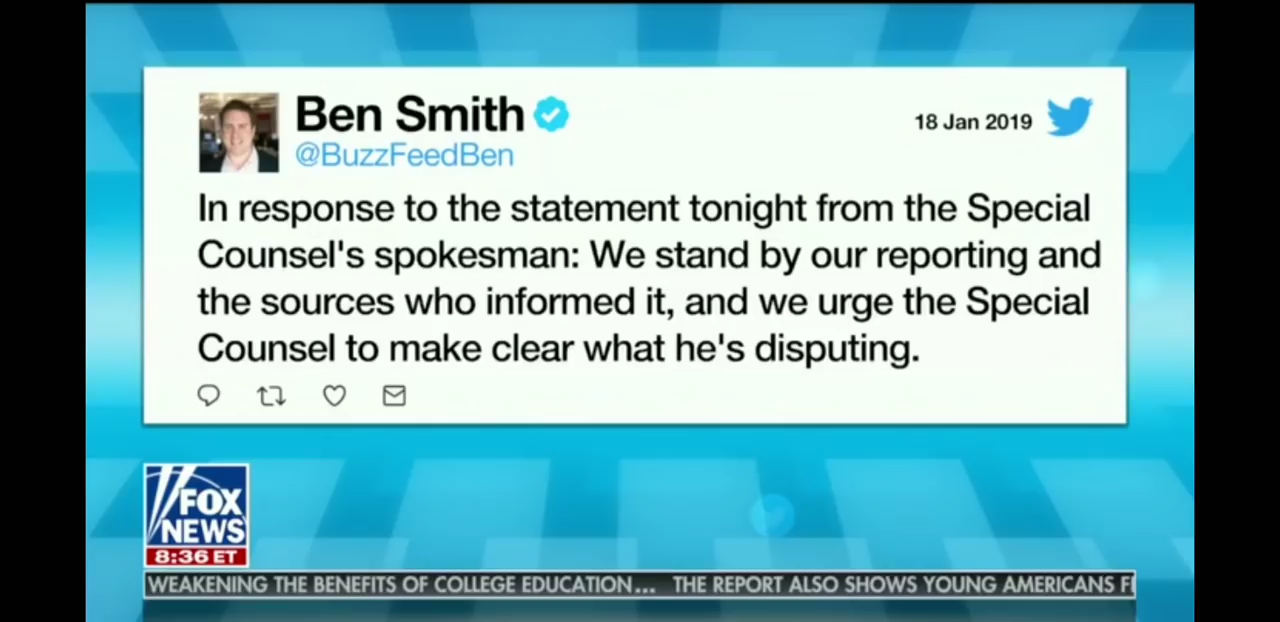 Ben Smith
@BuzzFeedBen
18 Jan 2019
In response to the statement tonight from the Special
Counsel's spokesman: We stand by our reporting and
the sources who informed it, and we urge the Special
Counsel to make clear what he's disputing.
FOX
NEWS
8:36 ET
WEAKENING THE BENEFITS OF COLLEGE EDUCATION... THE REPORT ALSO SHOWS YOUNG AMERICANS